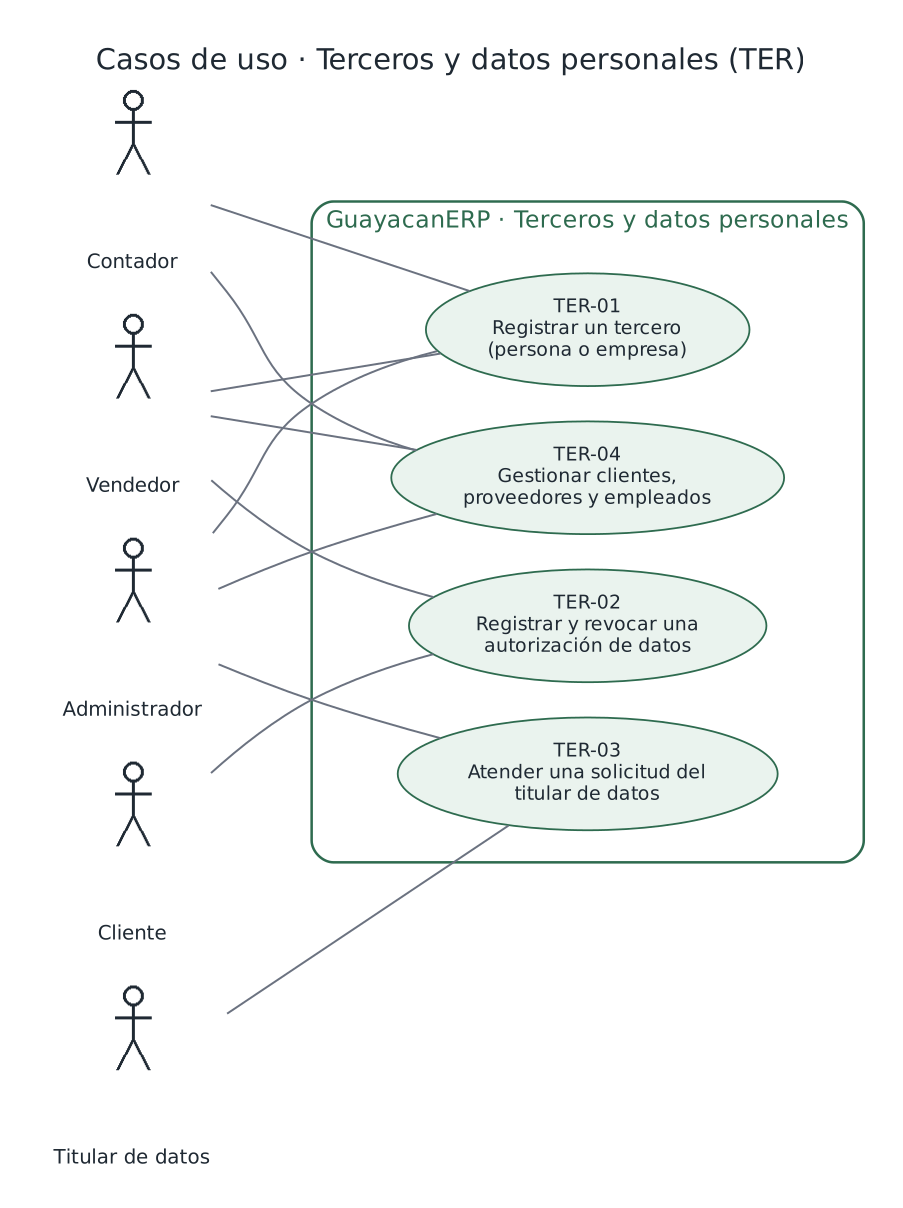 Casos de uso · Terceros y datos personales (TER)
GuayacanERP · Terceros y datos personales
Contador
TER-01
Registrar un tercero
(persona o empresa)
Vendedor
TER-04
Gestionar clientes,
proveedores y empleados
TER-02
Registrar y revocar una
autorización de datos
Administrador
TER-03
Atender una solicitud del
titular de datos
Cliente
Titular de datos